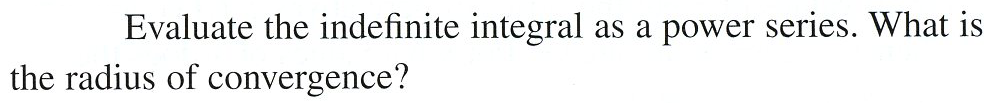 Evaluate the indefinite integral as a power series. What is
the radius of convergence?